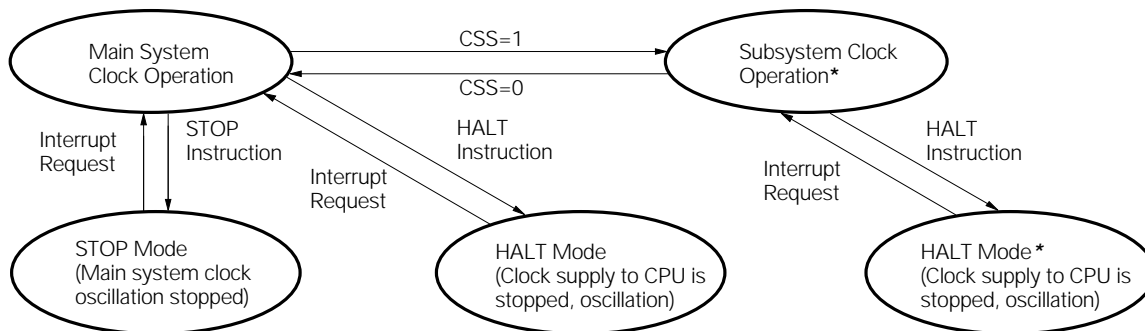 Main System
Clock Operation
CSS=1
CSS=0
Subsystem Clock
Operation*
Interrupt
Request
STOP
Instruction
HALT
Instruction
Interrupt
Request
HALT
Instruction
Interrupt
Request
STOP Mode
(Main system clock
oscillation stopped)
HALT Mode
(Clock supply to CPU is
stopped, oscillation)
HALT Mode*
(Clock supply to CPU is
stopped, oscillation)